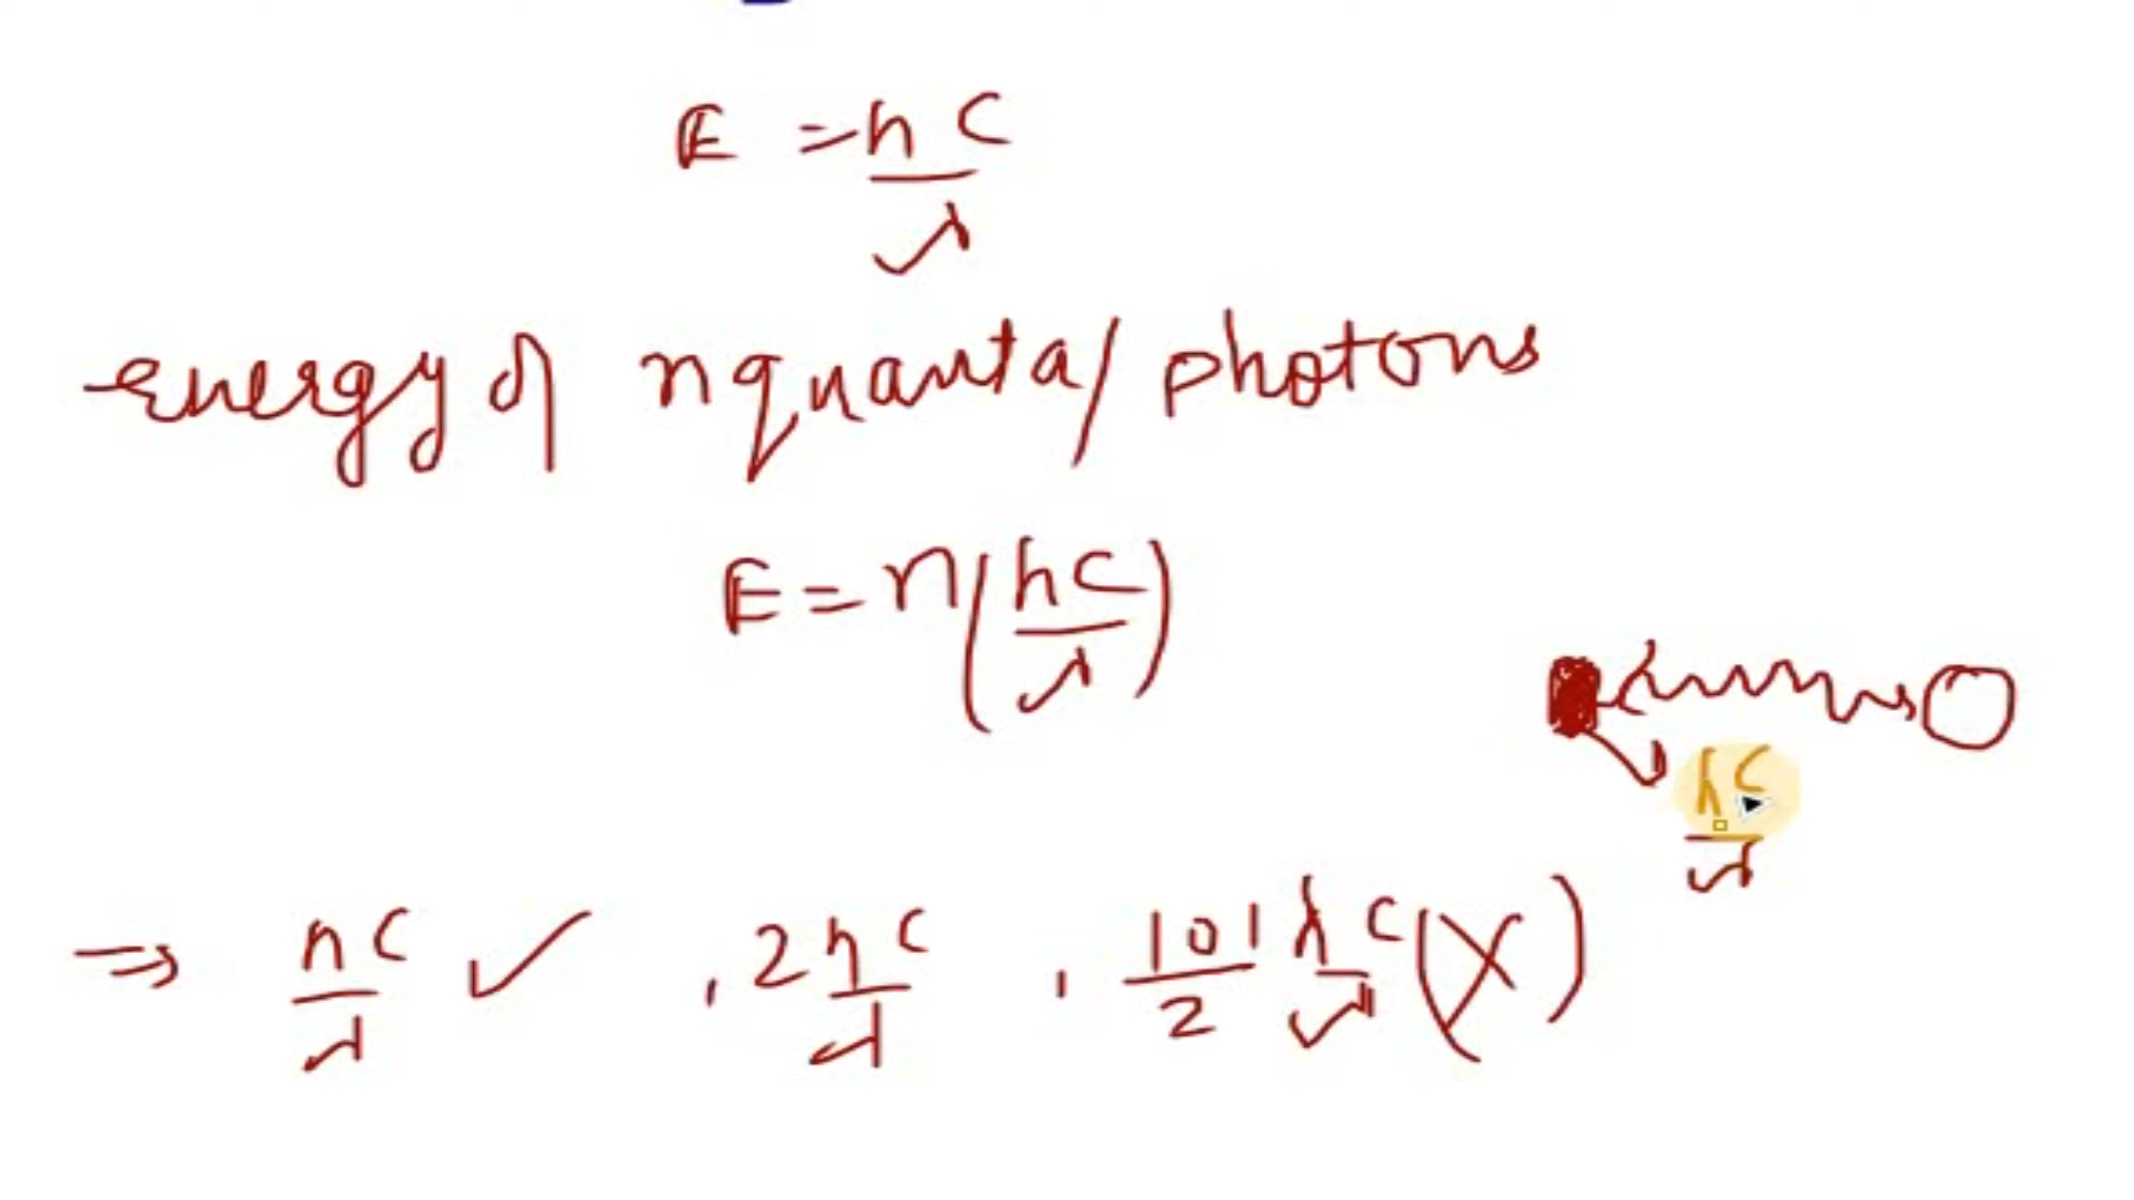 E = hc/λ
energy of n quanta/photons
E = n(hc/λ)
hc/λ
⇒ hc/λ ✓ , 2hc/λ , 101/2 hc/λ (X)